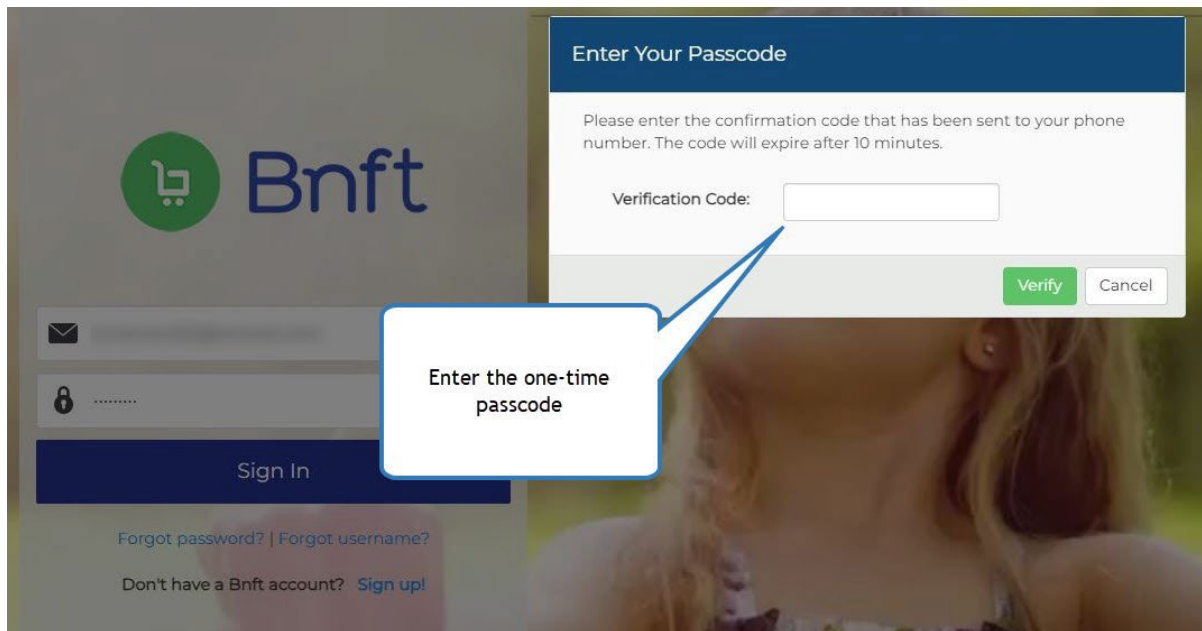 Bnft
Sign In
Forgot password? | Forgot username?
Don't have a Bnft account? Sign up!
Enter Your Passcode
Please enter the confirmation code that has been sent to your phone
number. The code will expire after 10 minutes.
Verification Code:
Verify Cancel
Enter the one-time
passcode